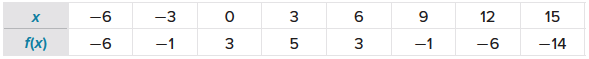 x −6 −3 0 3 6 9 12 15
f(x) −6 −1 3 5 3 −1 −6 −14